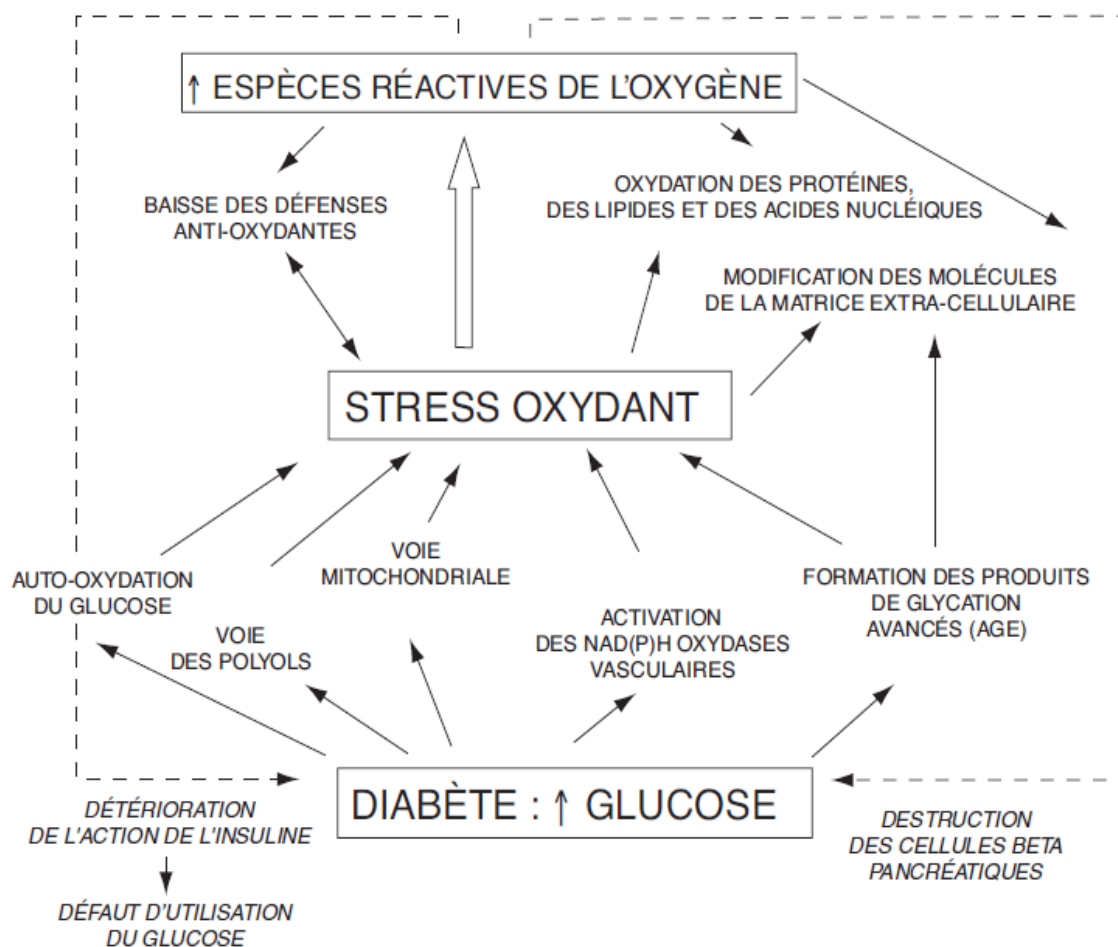 ↑ ESPÈCES RÉACTIVES DE L'OXYGÈNE
BAISSE DES DÉFENSES
ANTI-OXYDANTES
OXYDATION DES PROTÉINES,
DES LIPIDES ET DES ACIDES NUCLÉIQUES
MODIFICATION DES MOLÉCULES
DE LA MATRICE EXTRA-CELLULAIRE
STRESS OXYDANT
AUTO-OXYDATION
DU GLUCOSE
VOIE
DES POLYOLS
VOIE
MITOCHONDRIALE
ACTIVATION
DES NAD(P)H OXYDASES
VASCULAIRES
FORMATION DES PRODUITS
DE GLYCATION
AVANCÉS (AGE)
DIABÈTE : ↑ GLUCOSE
DÉTÉRIORATION
DE L'ACTION DE L'INSULINE
DÉFAUT D'UTILISATION
DU GLUCOSE
DESTRUCTION
DES CELLULES BETA
PANCRÉATIQUES